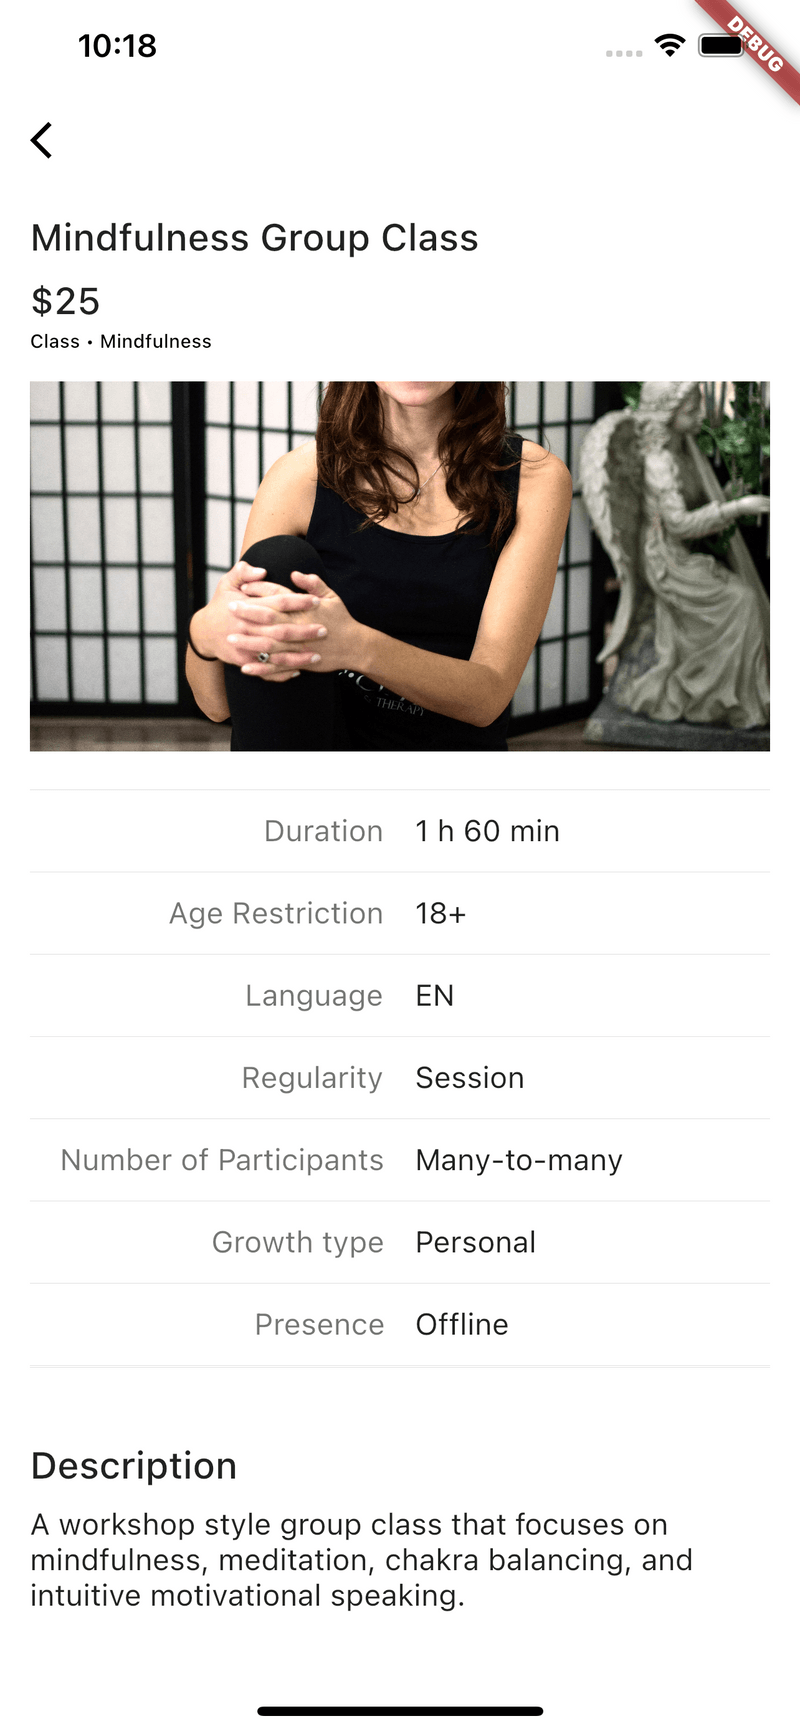 10:18
DEBUG
Mindfulness Group Class
$25
Class • Mindfulness
THERAPY
Duration 1 h 60 min
Age Restriction 18+
Language EN
Regularity Session
Number of Participants Many-to-many
Growth type Personal
Presence Offline
Description
A workshop style group class that focuses on
mindfulness, meditation, chakra balancing, and
intuitive motivational speaking.